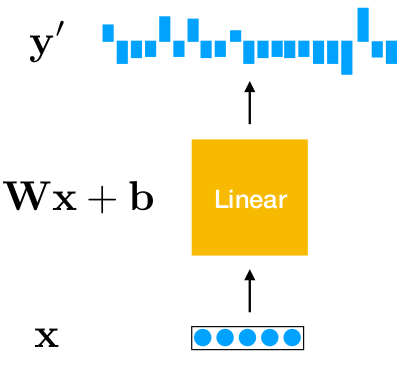 y′
Wx + b
Linear
x